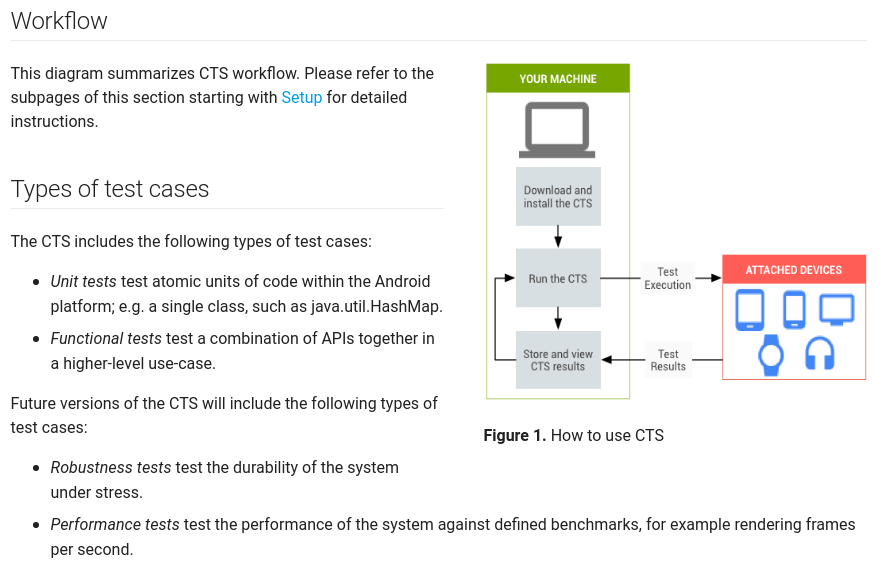 Workflow
This diagram summarizes CTS workflow. Please refer to the
subpages of this section starting with Setup for detailed
instructions.
Types of test cases
The CTS includes the following types of test cases:
• Unit tests test atomic units of code within the Android
platform; e.g. a single class, such as java.util.HashMap.
• Functional tests test a combination of APIs together in
a higher-level use-case.
Future versions of the CTS will include the following types of
test cases:
• Robustness tests test the durability of the system
under stress.
• Performance tests test the performance of the system against defined benchmarks, for example rendering frames
per second.
YOUR MACHINE
Download and
install the CTS
Run the CTS
Test
Execution
ATTACHED DEVICES
Store and view
CTS results
Test
Results
Figure 1. How to use CTS